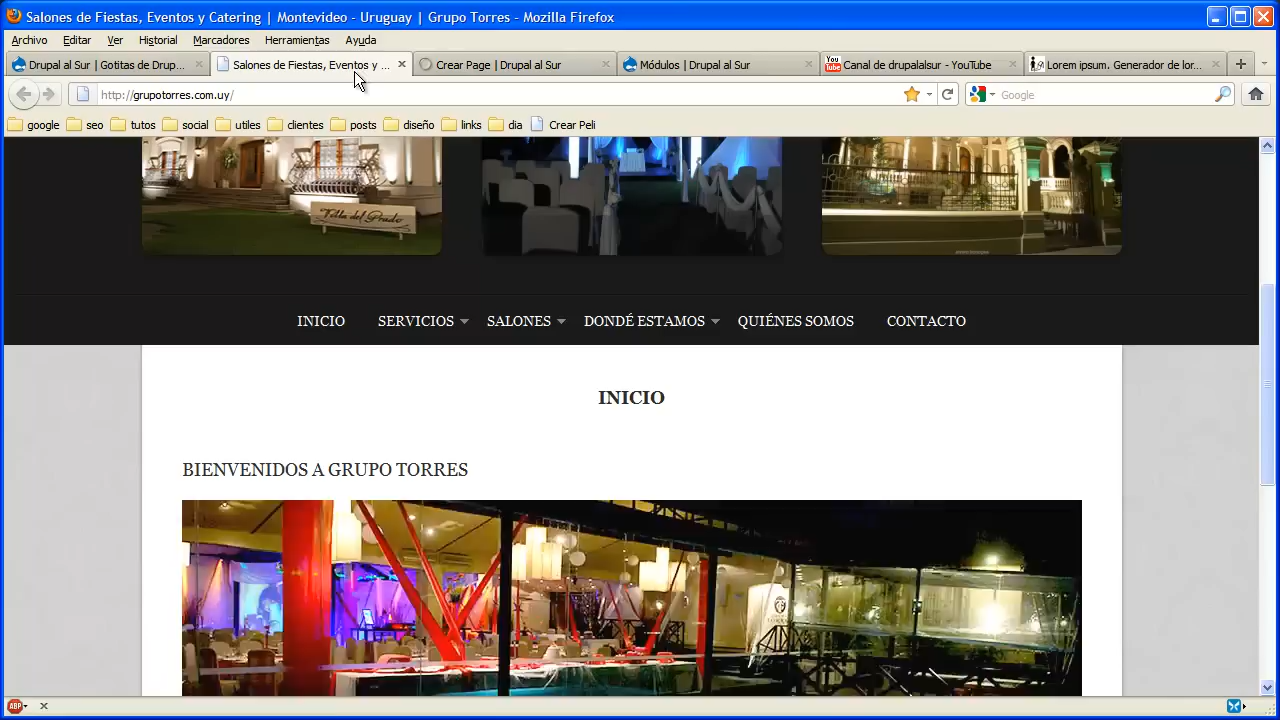 Salones de Fiestas, Eventos y Catering | Montevideo - Uruguay | Grupo Torres - Mozilla Firefox
Archivo Editar Ver Historial Marcadores Herramientas Ayuda
Drupal al Sur | Gotitas de Drup... Salones de Fiestas, Eventos y ... Crear Page | Drupal al Sur Módulos | Drupal al Sur You Tube Canal de drupalalsur - YouTube Lorem ipsum. Generador de lor...
http://grupotorres.com.uy/ Google
google seo tutos social utiles clientes posts diseño links dia Crear Peli
Villa del Prado
INICIO SERVICIOS SALONES DONDÉ ESTAMOS QUIÉNES SOMOS CONTACTO
INICIO
BIENVENIDOS A GRUPO TORRES
ABP